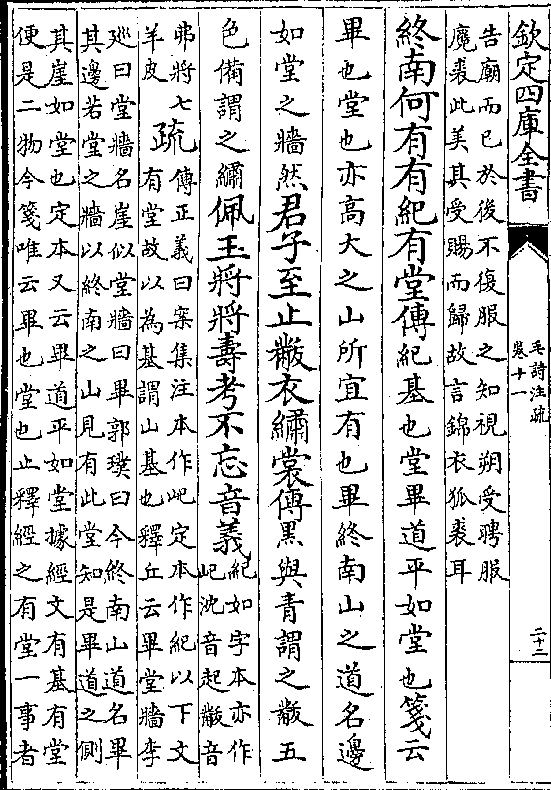 欽定四庫全書
毛詩注疏
卷十一
二十二
告廟而已於後不復服之知視朔受聘服
麛裘此美其受賜而歸故言錦衣狐裘耳
終南何有有紀有堂傳紀基也堂畢道平如堂也箋云
畢也堂也亦高大之山所宜有也畢終南山之道名邊
如堂之牆然君子至止黻衣繡裳傳黑與青謂之黻五
色備謂之繡佩玉將將壽考不忘音義紀如字本亦作
屺沈音起黻音
弗將七
羊皮
疏傳正義曰案集注本作屺定本作紀以下文
有堂故以為基謂山基也釋丘云畢堂牆李
廵曰堂牆名崖似堂牆曰畢郭璞曰今終南山道名畢
其邊若堂之牆以終南之山見有此堂知是畢道之側
其崖如堂也定本又云畢道平如堂據經文有基有堂
便是二物今箋唯云畢也堂也止釋經之有堂一事者